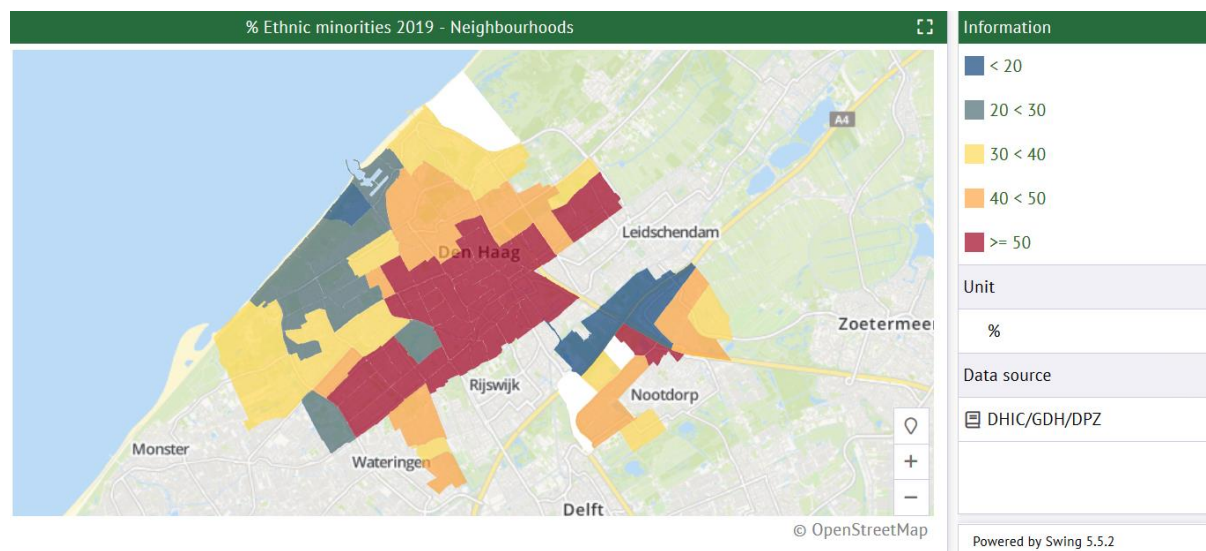 % Ethnic minorities 2019 - Neighbourhoods
Information
< 20
20 < 30
30 < 40
40 < 50
>= 50
Unit
%
Data source
DHIC/GDH/DPZ
Powered by Swing 5.5.2
A4
Leidschendam
Den Haag
Zoetermeer
Rijswijk
Nootdorp
Monster
Wateringen
Delft
+
−
© OpenStreetMap